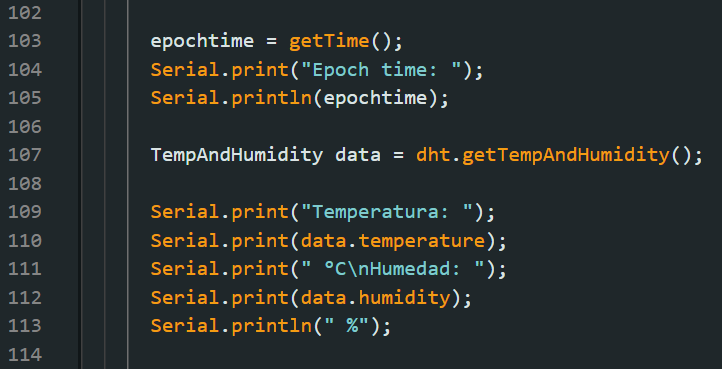 102
103 epochtime = getTime();
104 Serial.print("Epoch time: ");
105 Serial.println(epochtime);
106
107 TempAndHumidity data = dht.getTempAndHumidity();
108
109 Serial.print("Temperatura: ");
110 Serial.print(data.temperature);
111 Serial.print(" °C\nHumedad: ");
112 Serial.print(data.humidity);
113 Serial.println(" %");
114